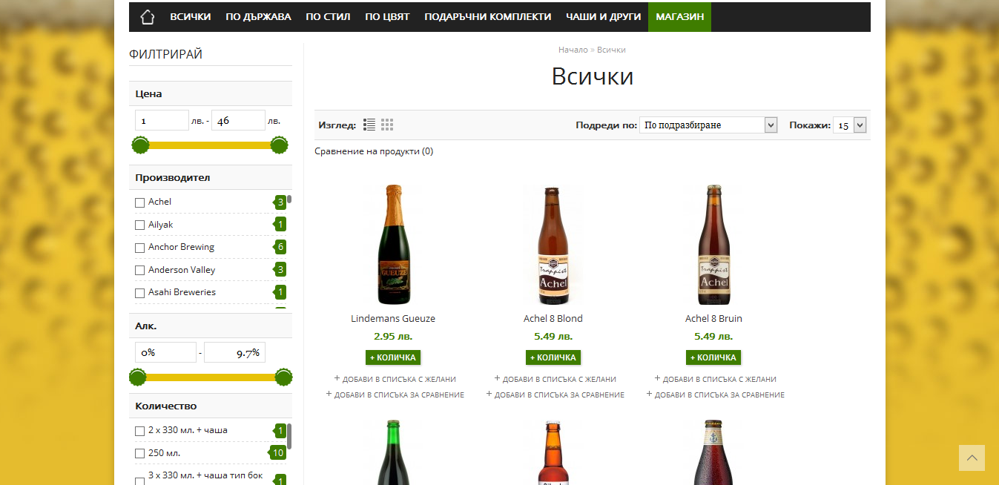 ВСИЧКИ ПО ДЪРЖАВА ПО СТИЛ ПО ЦВЯТ ПОДАРЪЧНИ КОМПЛЕКТИ ЧАШИ И ДРУГИ МАГАЗИН
ФИЛТРИРАЙ
Цена
1 лв. - 46 лв.
Производител
Achel 3
Ailyak 1
Anchor Brewing 6
Anderson Valley 3
Asahi Breweries 1
Алк.
0% - 9.7%
Количество
2 x 330 мл. + чаша 1
250 мл. 10
3 x 330 мл. + чаша тип бок 1
Начало » Всички
Всички
Изглед: Подреди по: По подразбиране Покажи: 15
Сравнение на продукти (0)
GUEUZE
Trappist
Achel
Trappist
Achel
Lindemans Gueuze Achel 8 Blond Achel 8 Bruin
2.95 лв. 5.49 лв. 5.49 лв.
+ КОЛИЧКА + КОЛИЧКА + КОЛИЧКА
+ ДОБАВИ В СПИСЪКА С ЖЕЛАНИ + ДОБАВИ В СПИСЪКА С ЖЕЛАНИ + ДОБАВИ В СПИСЪКА С ЖЕЛАНИ
+ ДОБАВИ В СПИСЪКА ЗА СРАВНЕНИЕ + ДОБАВИ В СПИСЪКА ЗА СРАВНЕНИЕ + ДОБАВИ В СПИСЪКА ЗА СРАВНЕНИЕ